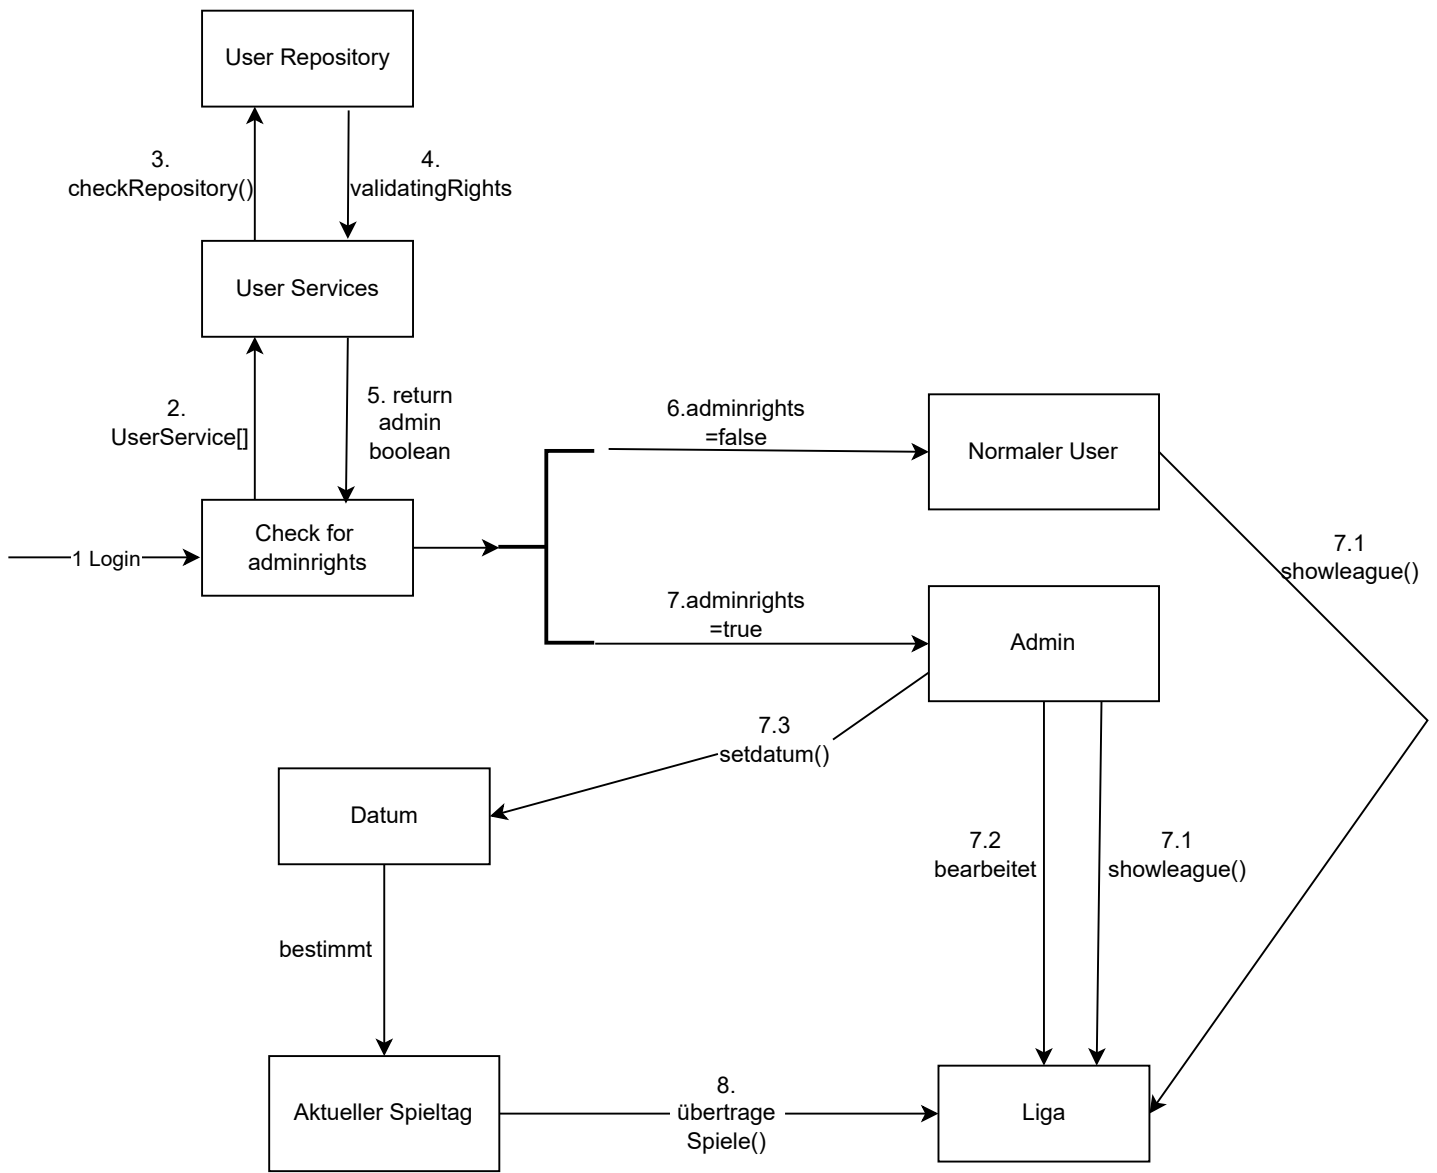 User Repository
3.
checkRepository()
4.
validatingRights
User Services
2.
UserService[]
5. return
admin
boolean
6.adminrights
=false
Normaler User
Check for
adminrights
1 Login
7.1
showleague()
7.adminrights
=true
Admin
7.3
setdatum()
Datum
7.2
bearbeitet
7.1
showleague()
bestimmt
Aktueller Spieltag
8.
übertrage
Spiele()
Liga